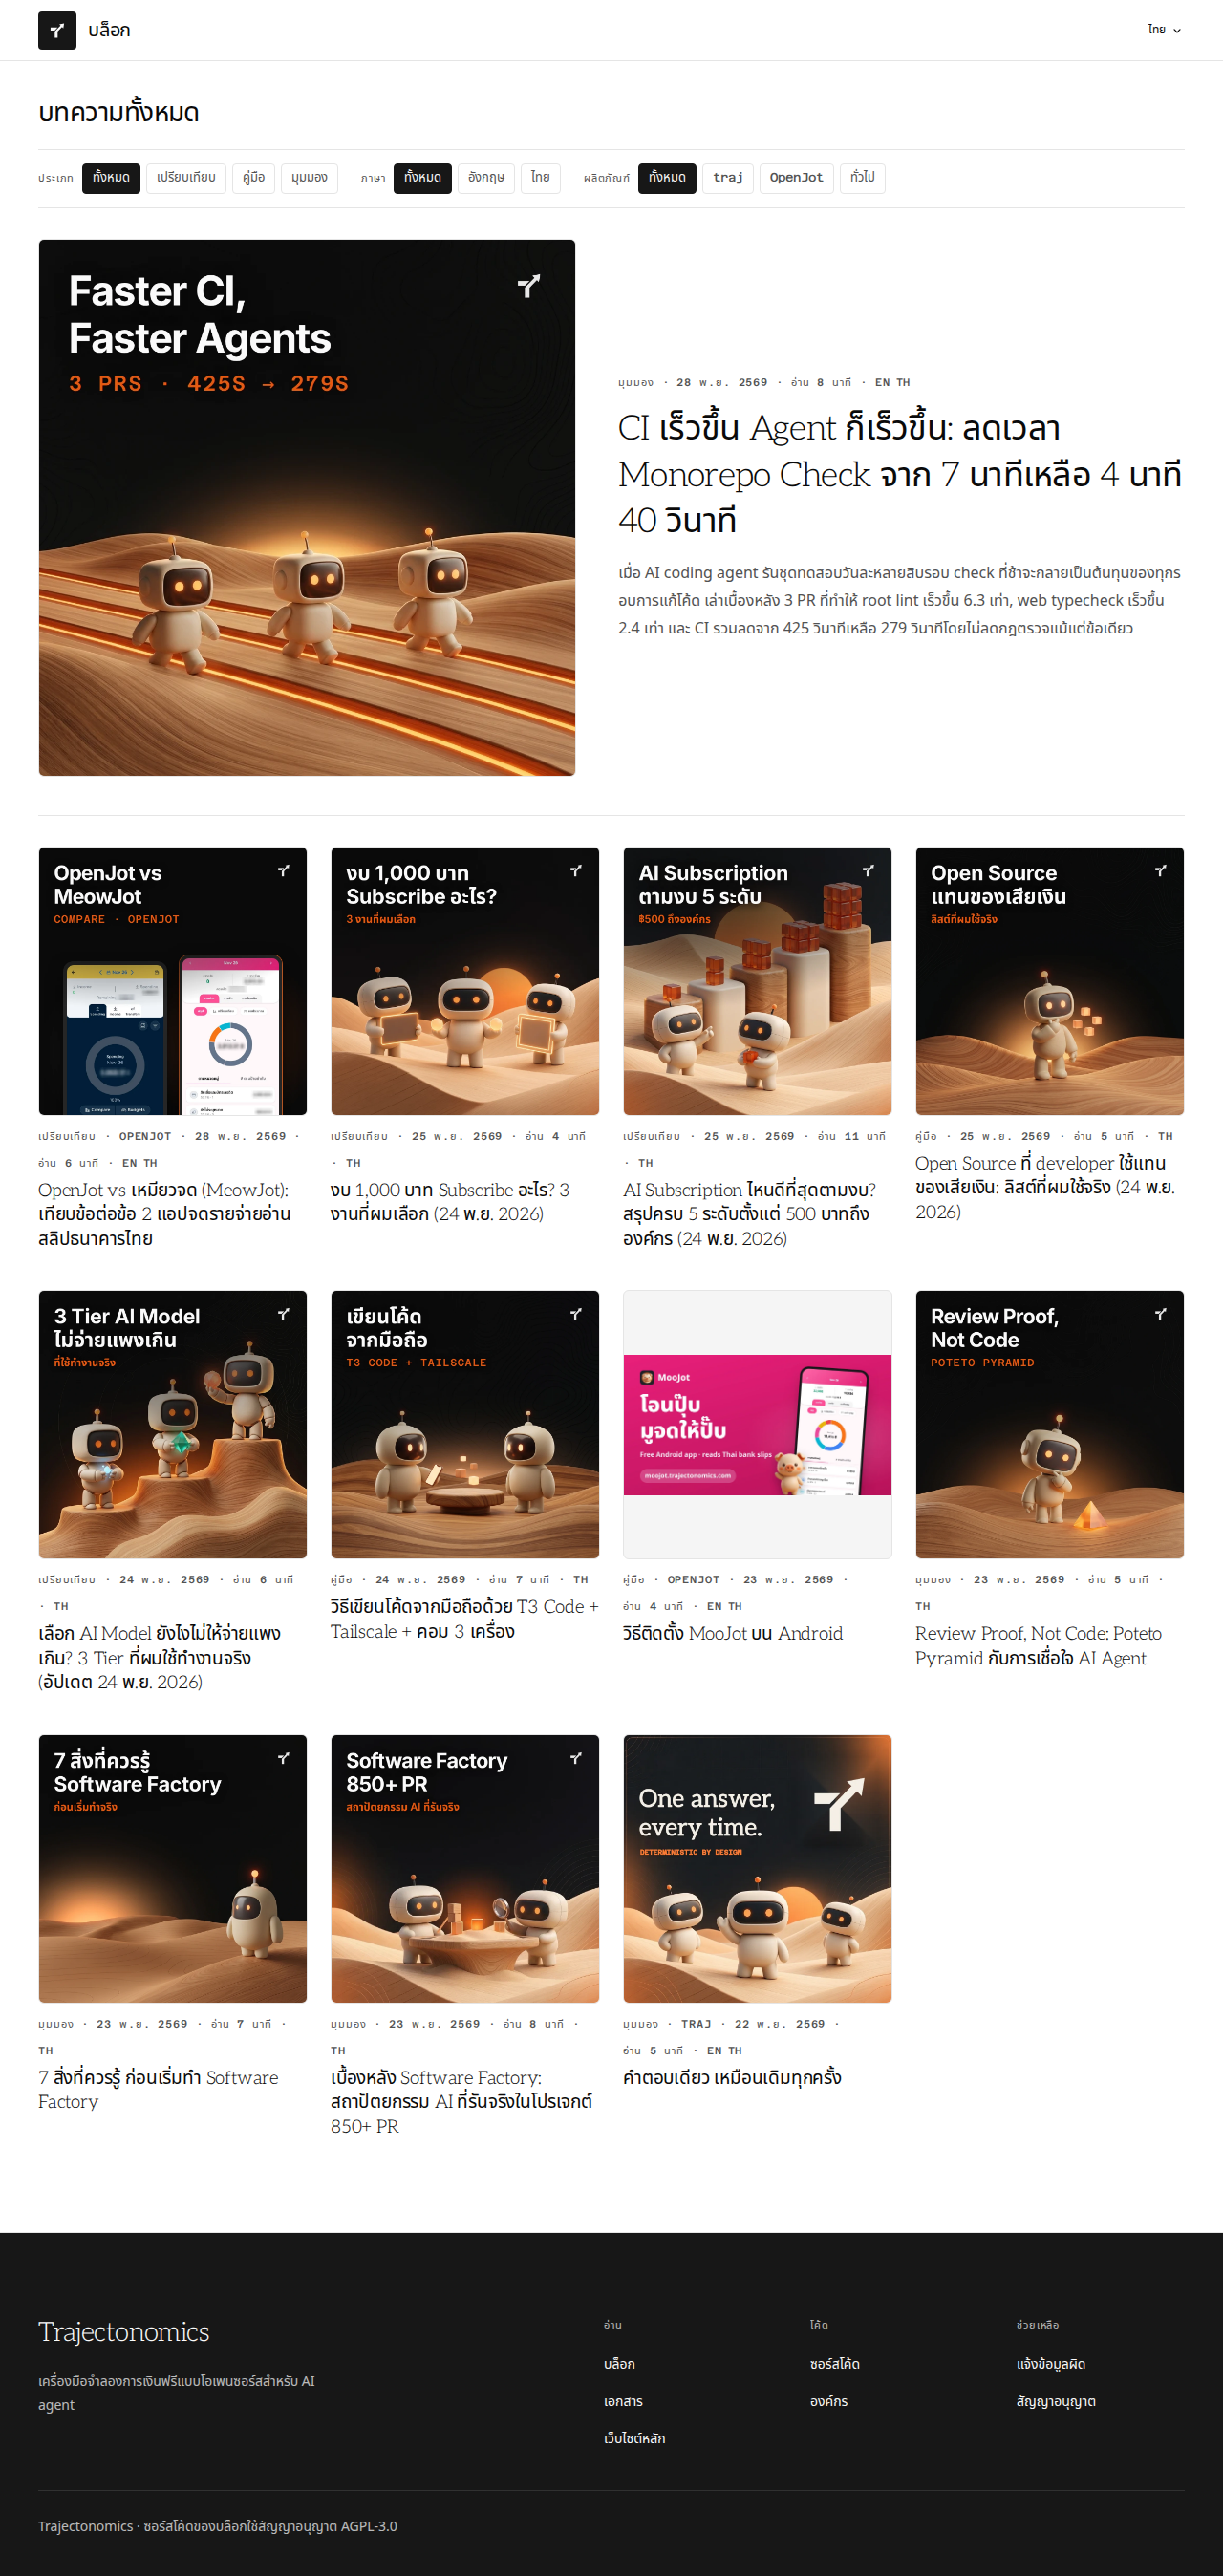 บล็อก
ไทย
บทความทั้งหมด
ประเภท ทั้งหมด เปรียบเทียบ คู่มือ มุมมอง ภาษา ทั้งหมด อังกฤษ ไทย ผลิตภัณฑ์ ทั้งหมด traj OpenJot ทั่วไป
Faster CI,
Faster Agents
3 PRS · 425S → 279S
มุมมอง · 28 พ.ย. 2569 · อ่าน 8 นาที · EN TH
CI เร็วขึ้น Agent ก็เร็วขึ้น: ลดเวลา
Monorepo Check จาก 7 นาทีเหลือ 4 นาที
40 วินาที
เมื่อ AI coding agent รันชุดทดสอบวันละหลายสิบรอบ check ที่ช้าจะกลายเป็นต้นทุนของทุกร
อบการแก้โค้ด เล่าเบื้องหลัง 3 PR ที่ทำให้ root lint เร็วขึ้น 6.3 เท่า, web typecheck เร็วขึ้น
2.4 เท่า และ CI รวมลดจาก 425 วินาทีเหลือ 279 วินาทีโดยไม่ลดกฎตรวจแม้แต่ข้อเดียว
OpenJot vs
MeowJot
COMPARE · OPENJOT
เปรียบเทียบ · OPENJOT · 28 พ.ย. 2569 ·
อ่าน 6 นาที · EN TH
OpenJot vs เหมียวจด (MeowJot):
เทียบข้อต่อข้อ 2 แอปจดรายจ่ายอ่าน
สลิปธนาคารไทย
งบ 1,000 บาท
Subscribe อะไร?
3 งานที่ผมเลือก
เปรียบเทียบ · 25 พ.ย. 2569 · อ่าน 4 นาที
· TH
งบ 1,000 บาท Subscribe อะไร? 3
งานที่ผมเลือก (24 พ.ย. 2026)
AI Subscription
ตามงบ 5 ระดับ
฿500 ถึงองค์กร
เปรียบเทียบ · 25 พ.ย. 2569 · อ่าน 11 นาที
· TH
AI Subscription ไหนดีที่สุดตามงบ?
สรุปครบ 5 ระดับตั้งแต่ 500 บาทถึง
องค์กร (24 พ.ย. 2026)
Open Source
แทนของเสียเงิน
ลิสต์ที่ผมใช้จริง
คู่มือ · 25 พ.ย. 2569 · อ่าน 5 นาที · TH
Open Source ที่ developer ใช้แทน
ของเสียเงิน: ลิสต์ที่ผมใช้จริง (24 พ.ย.
2026)
3 Tier AI Model
ไม่จ่ายแพงเกิน
ที่ใช้ทำงานจริง
เปรียบเทียบ · 24 พ.ย. 2569 · อ่าน 6 นาที
· TH
เลือก AI Model ยังไงไม่ให้จ่ายแพง
เกิน? 3 Tier ที่ผมใช้ทำงานจริง
(อัปเดต 24 พ.ย. 2026)
เขียนโค้ด
จากมือถือ
T3 CODE + TAILSCALE
คู่มือ · 24 พ.ย. 2569 · อ่าน 7 นาที · TH
วิธีเขียนโค้ดจากมือถือด้วย T3 Code +
Tailscale + คอม 3 เครื่อง
MooJot
โอนปุ๊บ
มูจดให้ปั๊บ
Free Android app · reads Thai bank slips
moojot.trajectonomics.com
คู่มือ · OPENJOT · 23 พ.ย. 2569 ·
อ่าน 4 นาที · EN TH
วิธีติดตั้ง MooJot บน Android
Review Proof,
Not Code
POTETO PYRAMID
มุมมอง · 23 พ.ย. 2569 · อ่าน 5 นาที ·
TH
Review Proof, Not Code: Poteto
Pyramid กับการเชื่อใจ AI Agent
7 สิ่งที่ควรรู้
Software Factory
ก่อนเริ่มทำจริง
มุมมอง · 23 พ.ย. 2569 · อ่าน 7 นาที ·
TH
7 สิ่งที่ควรรู้ ก่อนเริ่มทำ Software
Factory
Software Factory
850+ PR
สถาปัตยกรรม AI ที่รันจริง
มุมมอง · 23 พ.ย. 2569 · อ่าน 8 นาที ·
TH
เบื้องหลัง Software Factory:
สถาปัตยกรรม AI ที่รันจริงในโปรเจกต์
850+ PR
One answer,
every time.
DETERMINISTIC BY DESIGN
มุมมอง · TRAJ · 22 พ.ย. 2569 ·
อ่าน 5 นาที · EN TH
คำตอบเดียว เหมือนเดิมทุกครั้ง
Trajectonomics
เครื่องมือจำลองการเงินฟรีแบบโอเพนซอร์สสำหรับ AI
agent
อ่าน
บล็อก
เอกสาร
เว็บไซต์หลัก
โค้ด
ซอร์สโค้ด
องค์กร
ช่วยเหลือ
แจ้งข้อมูลผิด
สัญญาอนุญาต
Trajectonomics · ซอร์สโค้ดของบล็อกใช้สัญญาอนุญาต AGPL-3.0